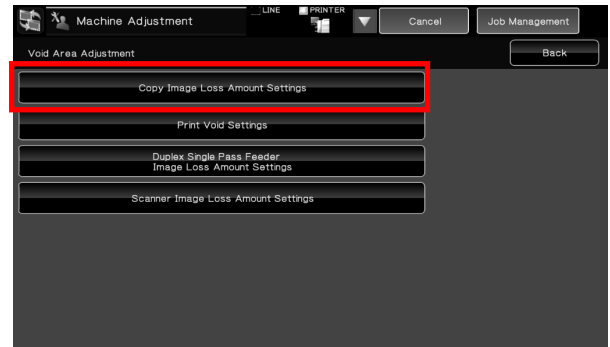 Machine Adjustment
LINE
PRINTER
Cancel
Job Management
Void Area Adjustment
Back
Copy Image Loss Amount Settings
Print Void Settings
Duplex Single Pass Feeder
Image Loss Amount Settings
Scanner Image Loss Amount Settings